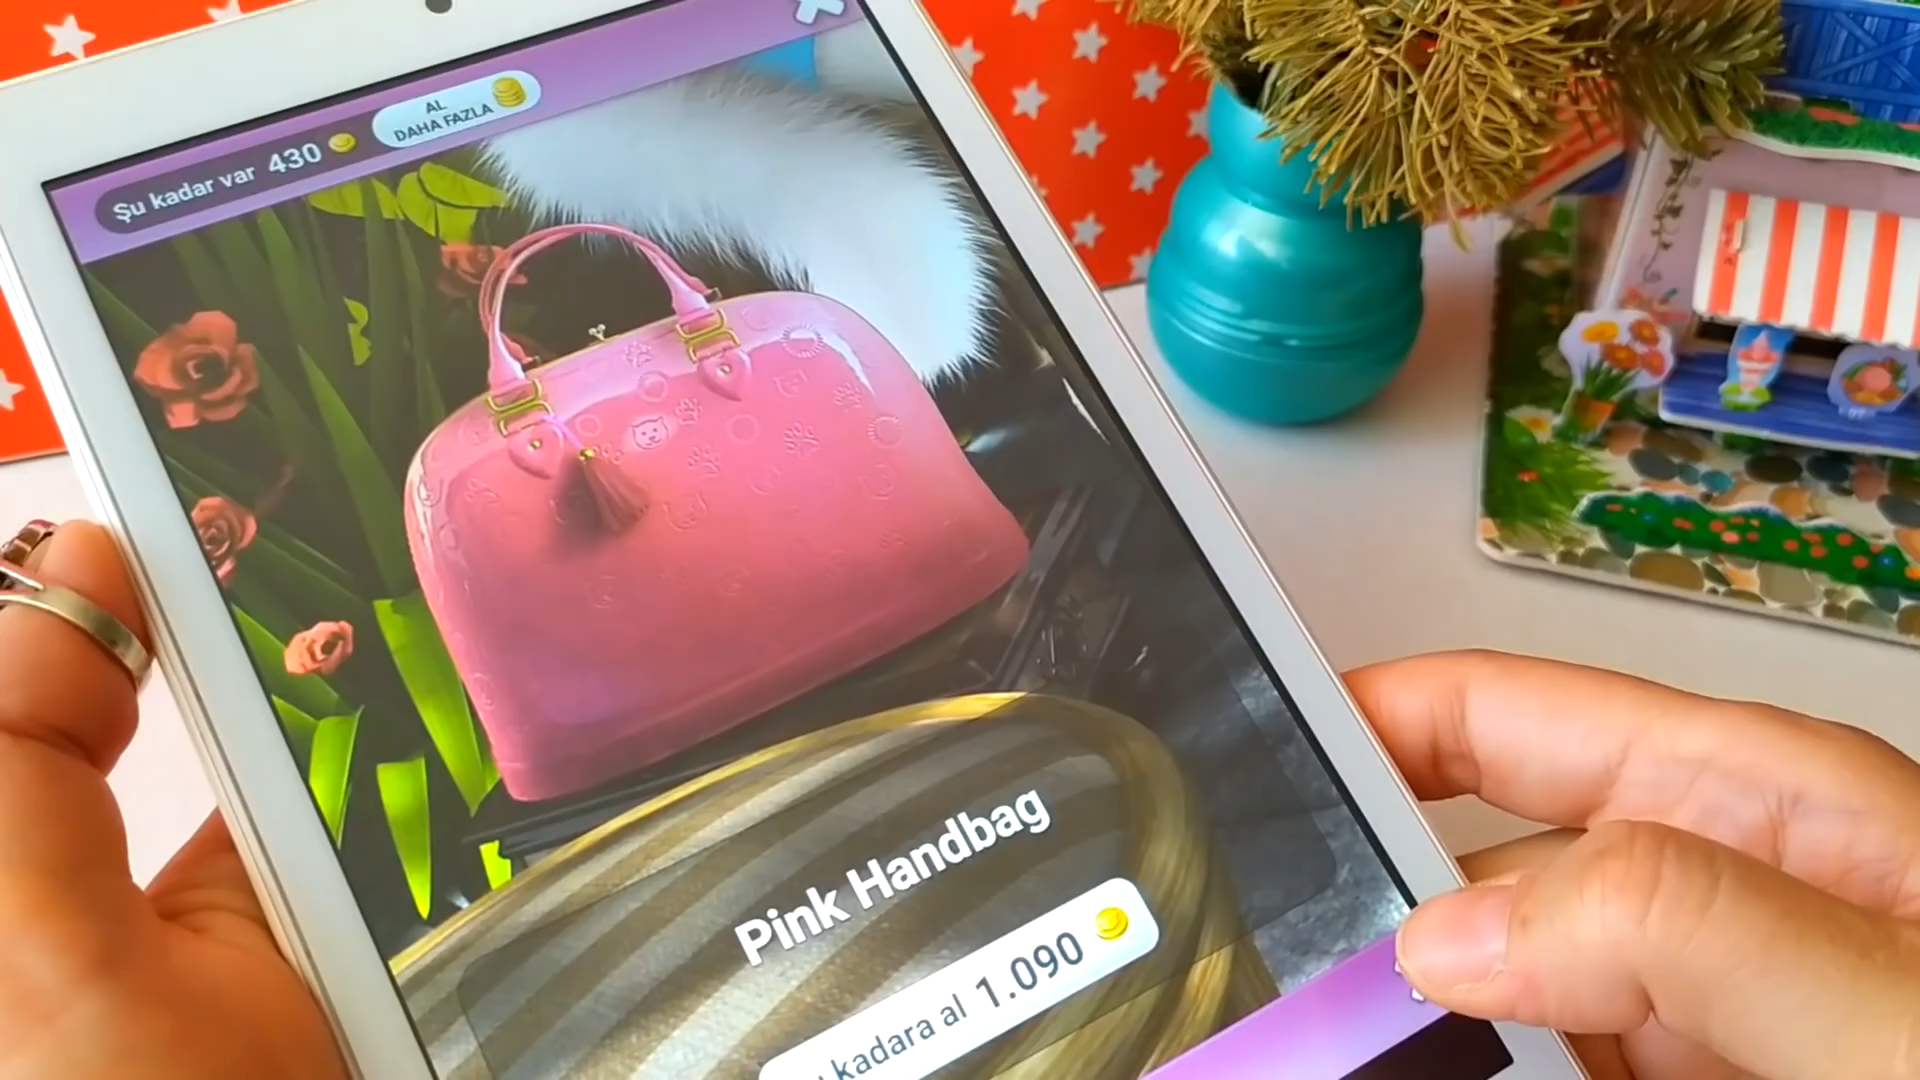 AL
DAHA FAZLA
Şu kadar var 430
Pink Handbag
kadara al 1.090